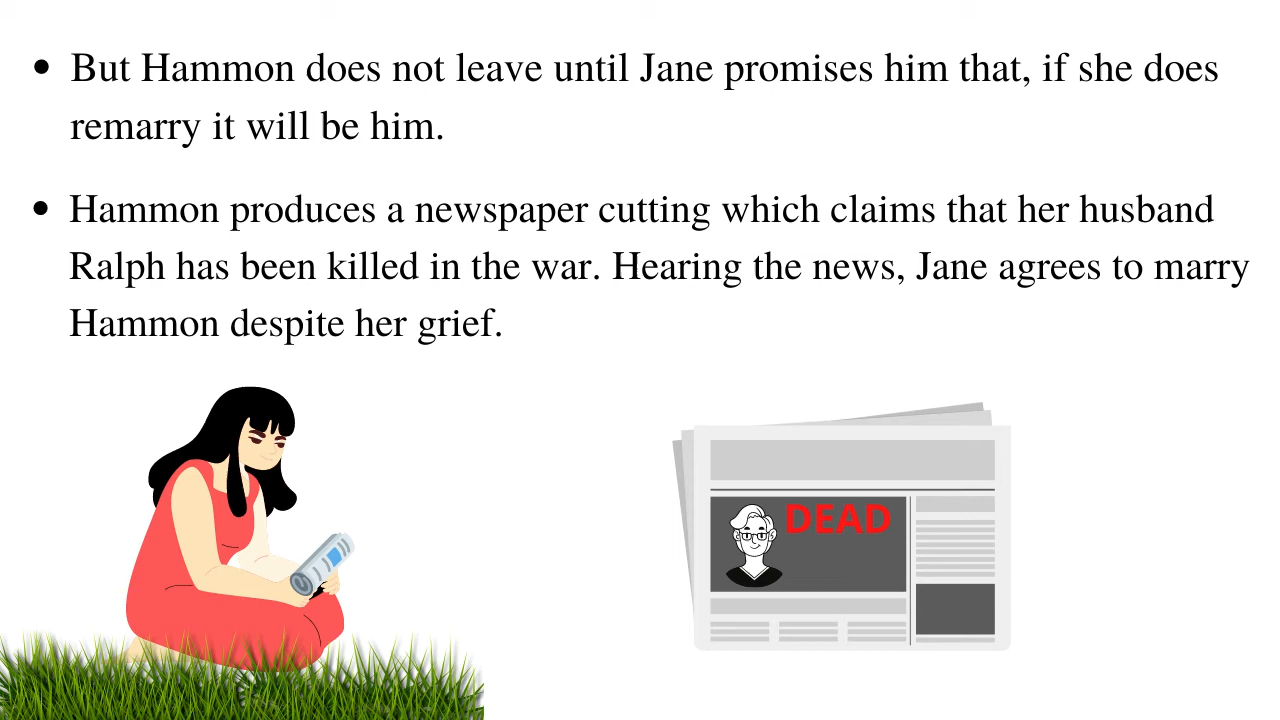 • But Hammon does not leave until Jane promises him that, if she does
remarry it will be him.
• Hammon produces a newspaper cutting which claims that her husband
Ralph has been killed in the war. Hearing the news, Jane agrees to marry
Hammon despite her grief.
DEAD